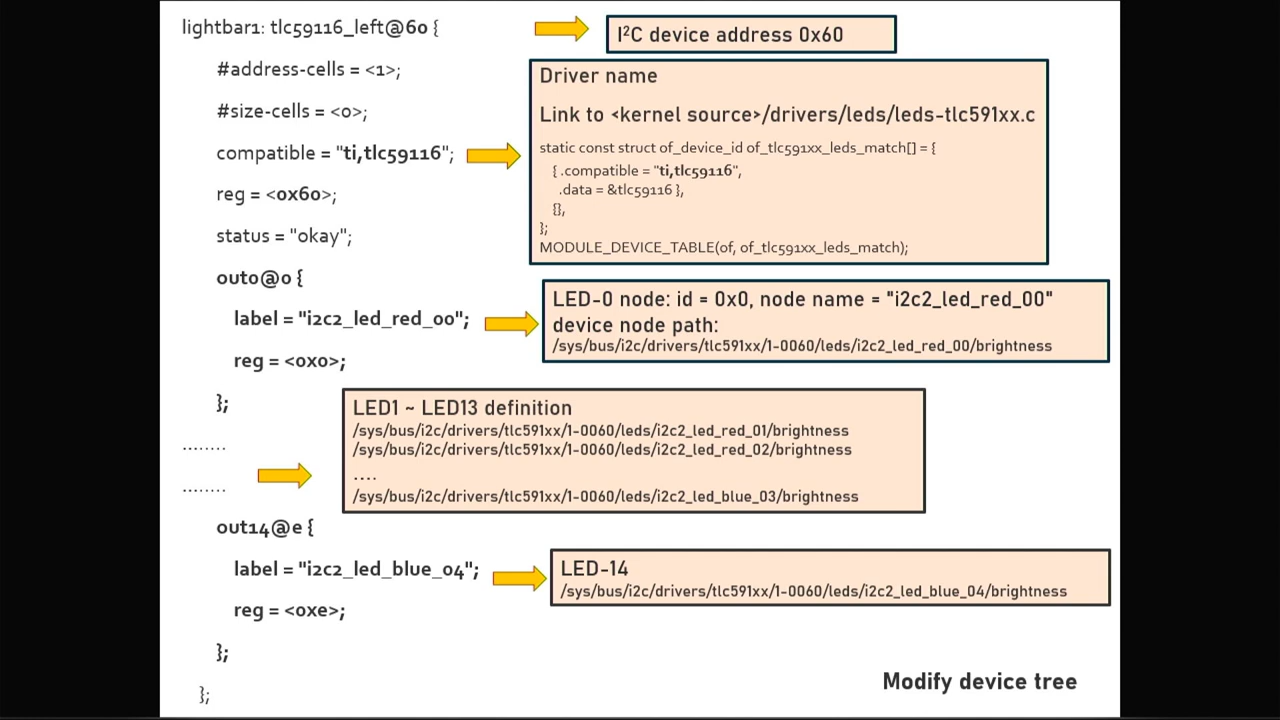 lightbar1: tlc59116_left@60 {
I²C device address 0x60
#address-cells = <1>;
#size-cells = <0>;
compatible = "ti,tlc59116";
reg = <0x60>;
status = "okay";
Driver name
Link to <kernel source>/drivers/leds/leds-tlc591xx.c
static const struct of_device_id of_tlc591xx_leds_match[] = {
{ .compatible = "ti,tlc59116",
.data = &tlc59116 },
{},
};
MODULE_DEVICE_TABLE(of, of_tlc591xx_leds_match);
out0@0 {
label = "i2c2_led_red_00";
reg = <0x0>;
};
LED-0 node: id = 0x0, node name = "i2c2_led_red_00"
device node path:
/sys/bus/i2c/drivers/tlc591xx/1-0060/leds/i2c2_led_red_00/brightness
........
........
LED1 ~ LED13 definition
/sys/bus/i2c/drivers/tlc591xx/1-0060/leds/i2c2_led_red_01/brightness
/sys/bus/i2c/drivers/tlc591xx/1-0060/leds/i2c2_led_red_02/brightness
....
/sys/bus/i2c/drivers/tlc591xx/1-0060/leds/i2c2_led_blue_03/brightness
out14@e {
label = "i2c2_led_blue_04";
reg = <0xe>;
};
LED-14
/sys/bus/i2c/drivers/tlc591xx/1-0060/leds/i2c2_led_blue_04/brightness
};
Modify device tree